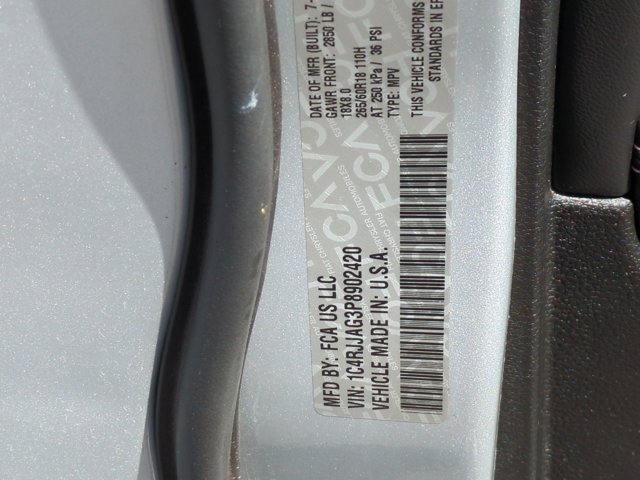 MFD BY: FCA US LLC
DATE OF MFR (BUILT): 7-
GAWR FRONT: 2850 LB /
VIN: 1C4RJJAG3P8902420
18X8.0
265/60R18 110H
VEHICLE MADE IN: U.S.A.
AT 250 kPa / 36 PSI
TYPE: MPV
THIS VEHICLE CONFORMS
STANDARDS IN EF